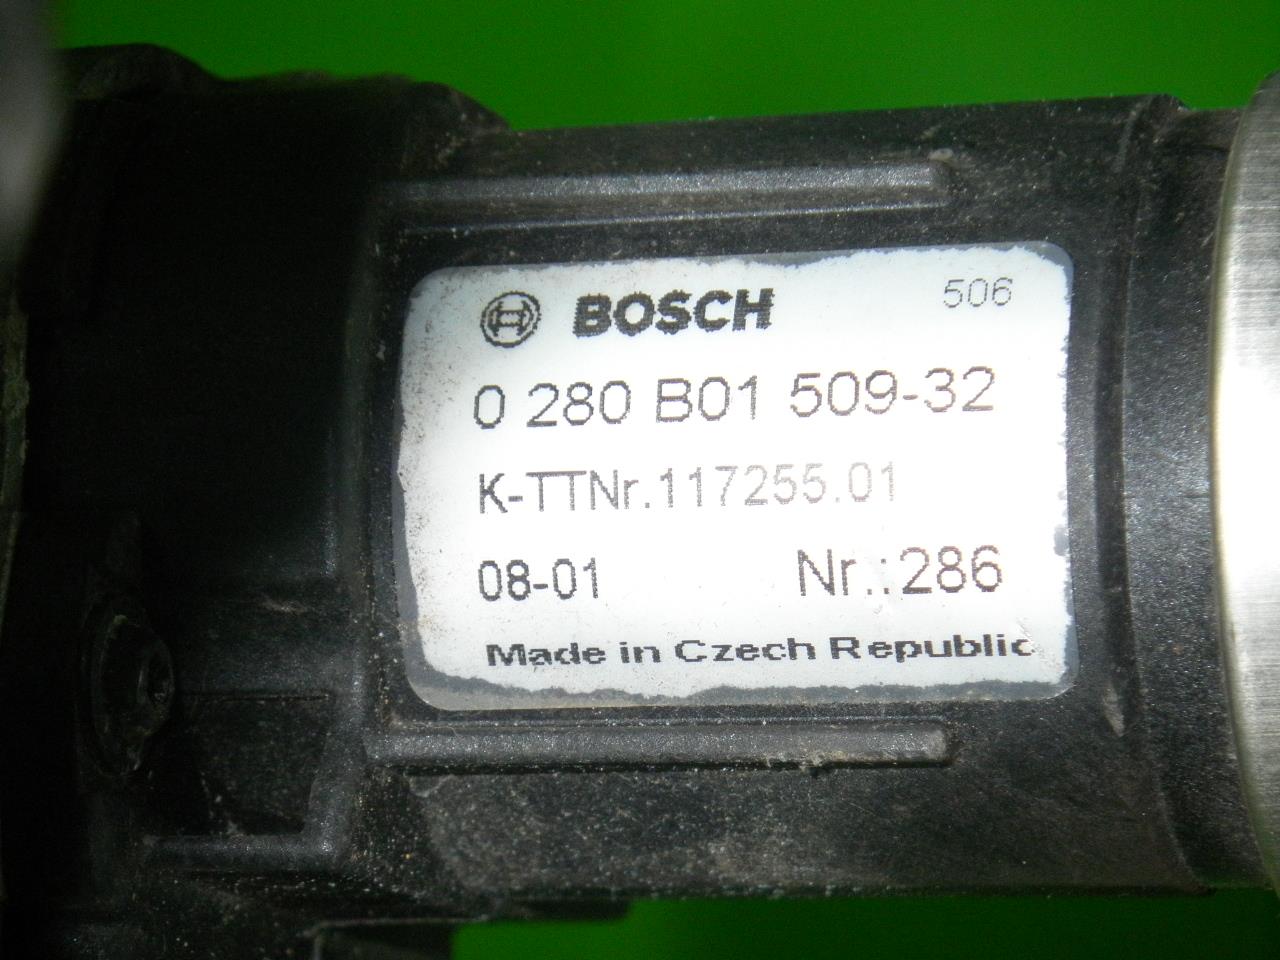 BOSCH 506
0 280 B01 509-32
K-TTNr.117255.01
08-01 Nr.:286
Made in Czech Republic